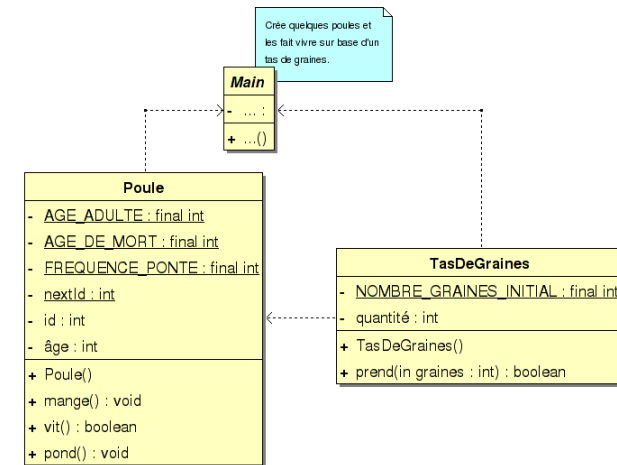 Crée quelques poules et
les fait vivre sur base d'un
tas de graines.
Main
- ... :
+ ...()
Poule
- AGE_ADULTE : final int
- AGE_DE_MORT : final int
- FREQUENCE_PONTE : final int
- nextId : int
- id : int
- âge : int
+ Poule()
+ mange() : void
+ vit() : boolean
+ pond() : void
TasDeGraines
- NOMBRE_GRAINES_INITIAL : final int
- quantité : int
+ TasDeGraines()
+ prend(in graines : int) : boolean